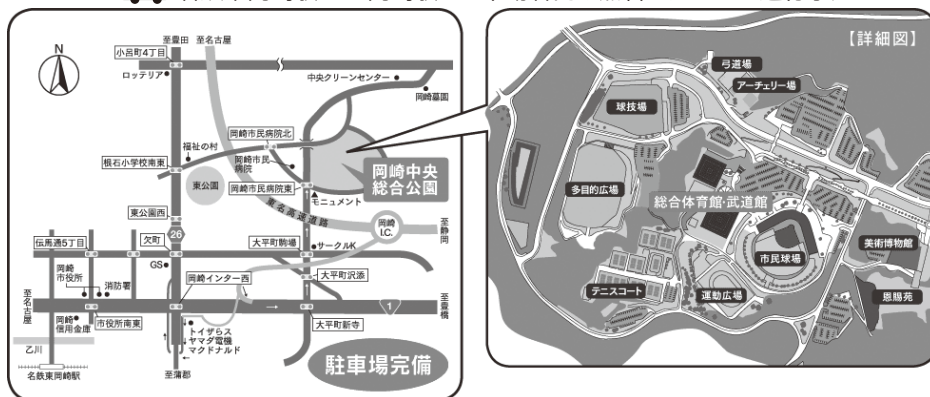 N
至豊田
至名古屋
小呂町4丁目
ロッテリア
中央クリーンセンター
岡崎墓園
岡崎市民病院北
福祉の村
岡崎市民
病院
根石小学校南東
岡崎市民病院東
岡崎中央
総合公園
東公園
モニュメント
東名高速道路
岡崎
I.C.
至静岡
東公園西
26
欠町
伝馬通5丁目
大平町駒場
サークルK
GS
岡崎
市役所
消防署
岡崎インター西
大平町沢添
至名古屋
1
至豊橋
岡崎
信用金庫
市役所南東
大平町新寺
トイザらス
ヤマダ電機
マクドナルド
乙川
名鉄東岡崎駅
至蒲郡
駐車場完備
【詳細図】
弓道場
アーチェリー場
球技場
多目的広場
総合体育館・武道館
市民球場
美術博物館
恩賜苑
テニスコート
運動広場